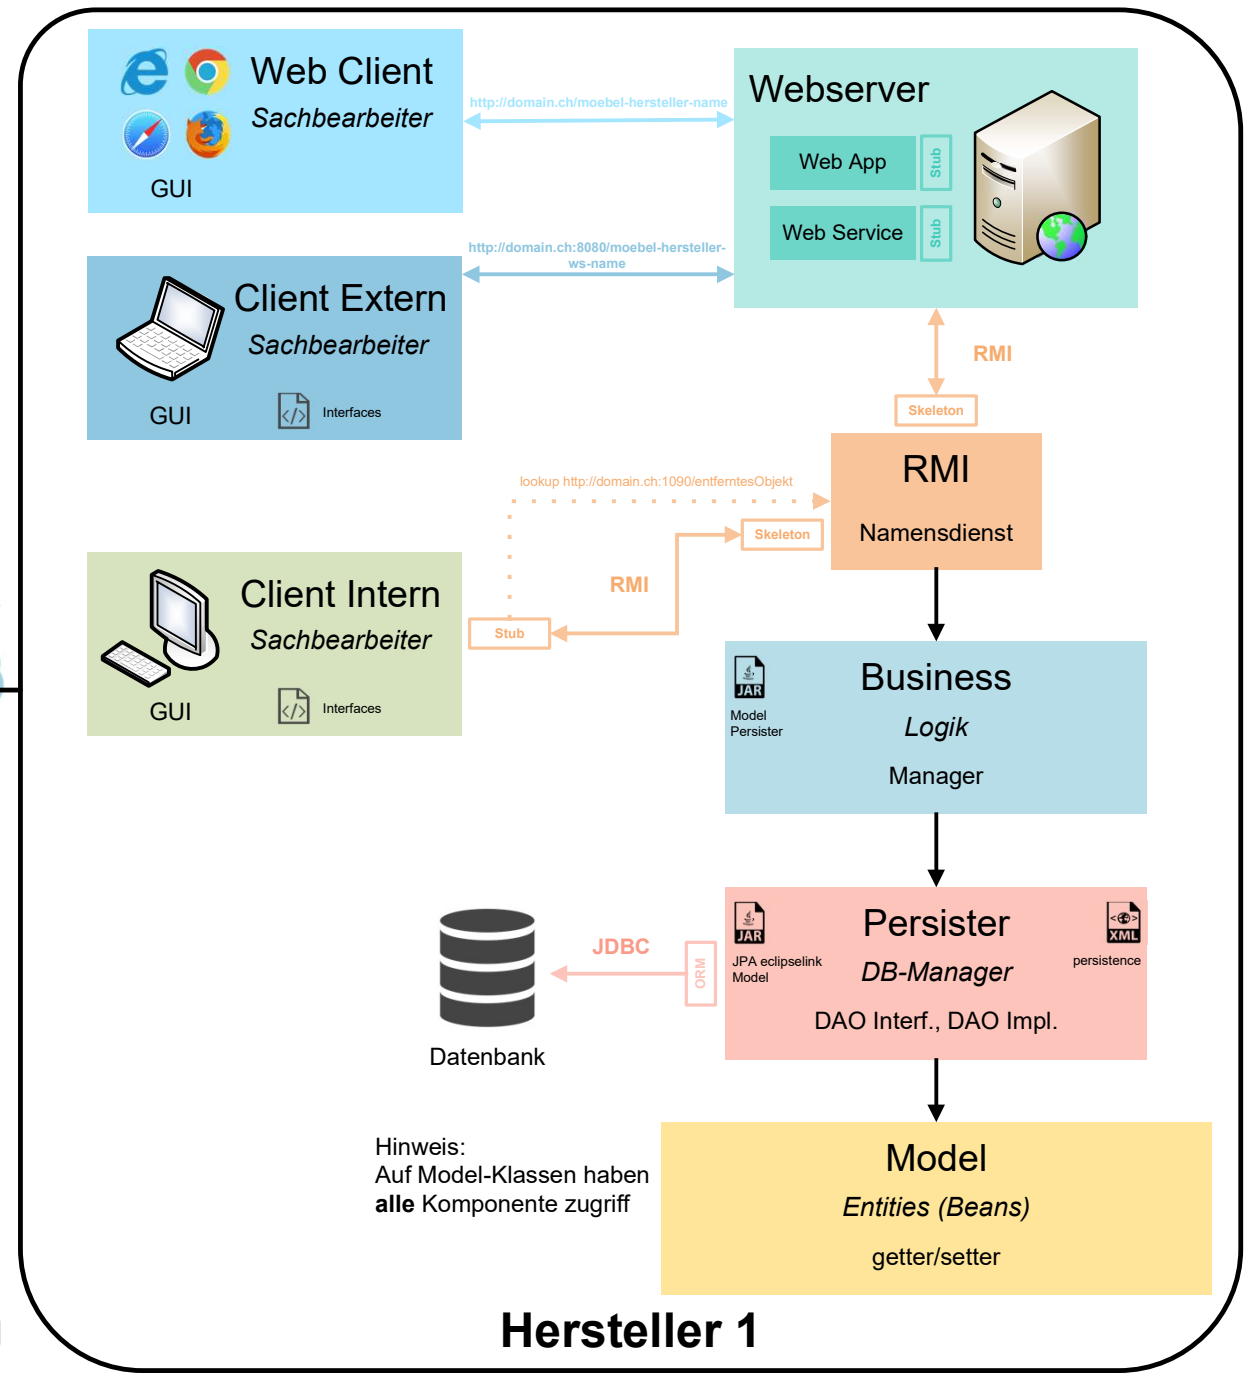 Web Client
Sachbearbeiter
GUI
http://domain.ch/moebel-hersteller-name
Webserver
Web App
Stub
Web Service
Stub
http://domain.ch:8080/moebel-hersteller-
ws-name
Client Extern
Sachbearbeiter
GUI
</>
Interfaces
RMI
Skeleton
RMI
Namensdienst
lookup http://domain.ch:1090/entferntesObjekt
Skeleton
RMI
Stub
Client Intern
Sachbearbeiter
GUI
</>
Interfaces
JAR
Model
Persister
Business
Logik
Manager
JAR
JPA eclipselink
Model
Persister
DB-Manager
DAO Interf., DAO Impl.
XML
persistence
JDBC
ORM
Datenbank
Hinweis:
Auf Model-Klassen haben
alle Komponente zugriff
Model
Entities (Beans)
getter/setter
Hersteller 1